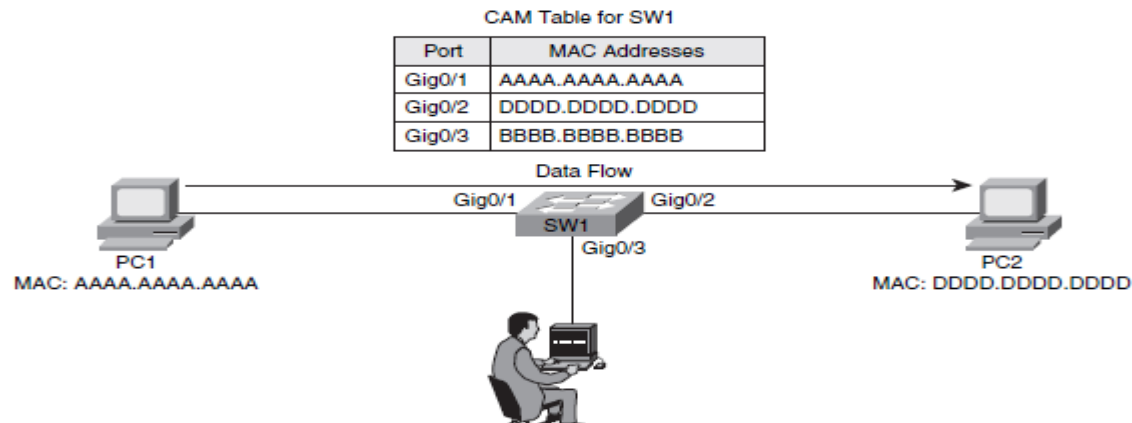 CAM Table for SW1
Port MAC Addresses
Gig0/1 AAAA.AAAA.AAAA
Gig0/2 DDDD.DDDD.DDDD
Gig0/3 BBBB.BBBB.BBBB
Data Flow
Gig0/1 Gig0/2
SW1
Gig0/3
PC1
MAC: AAAA.AAAA.AAAA
PC2
MAC: DDDD.DDDD.DDDD